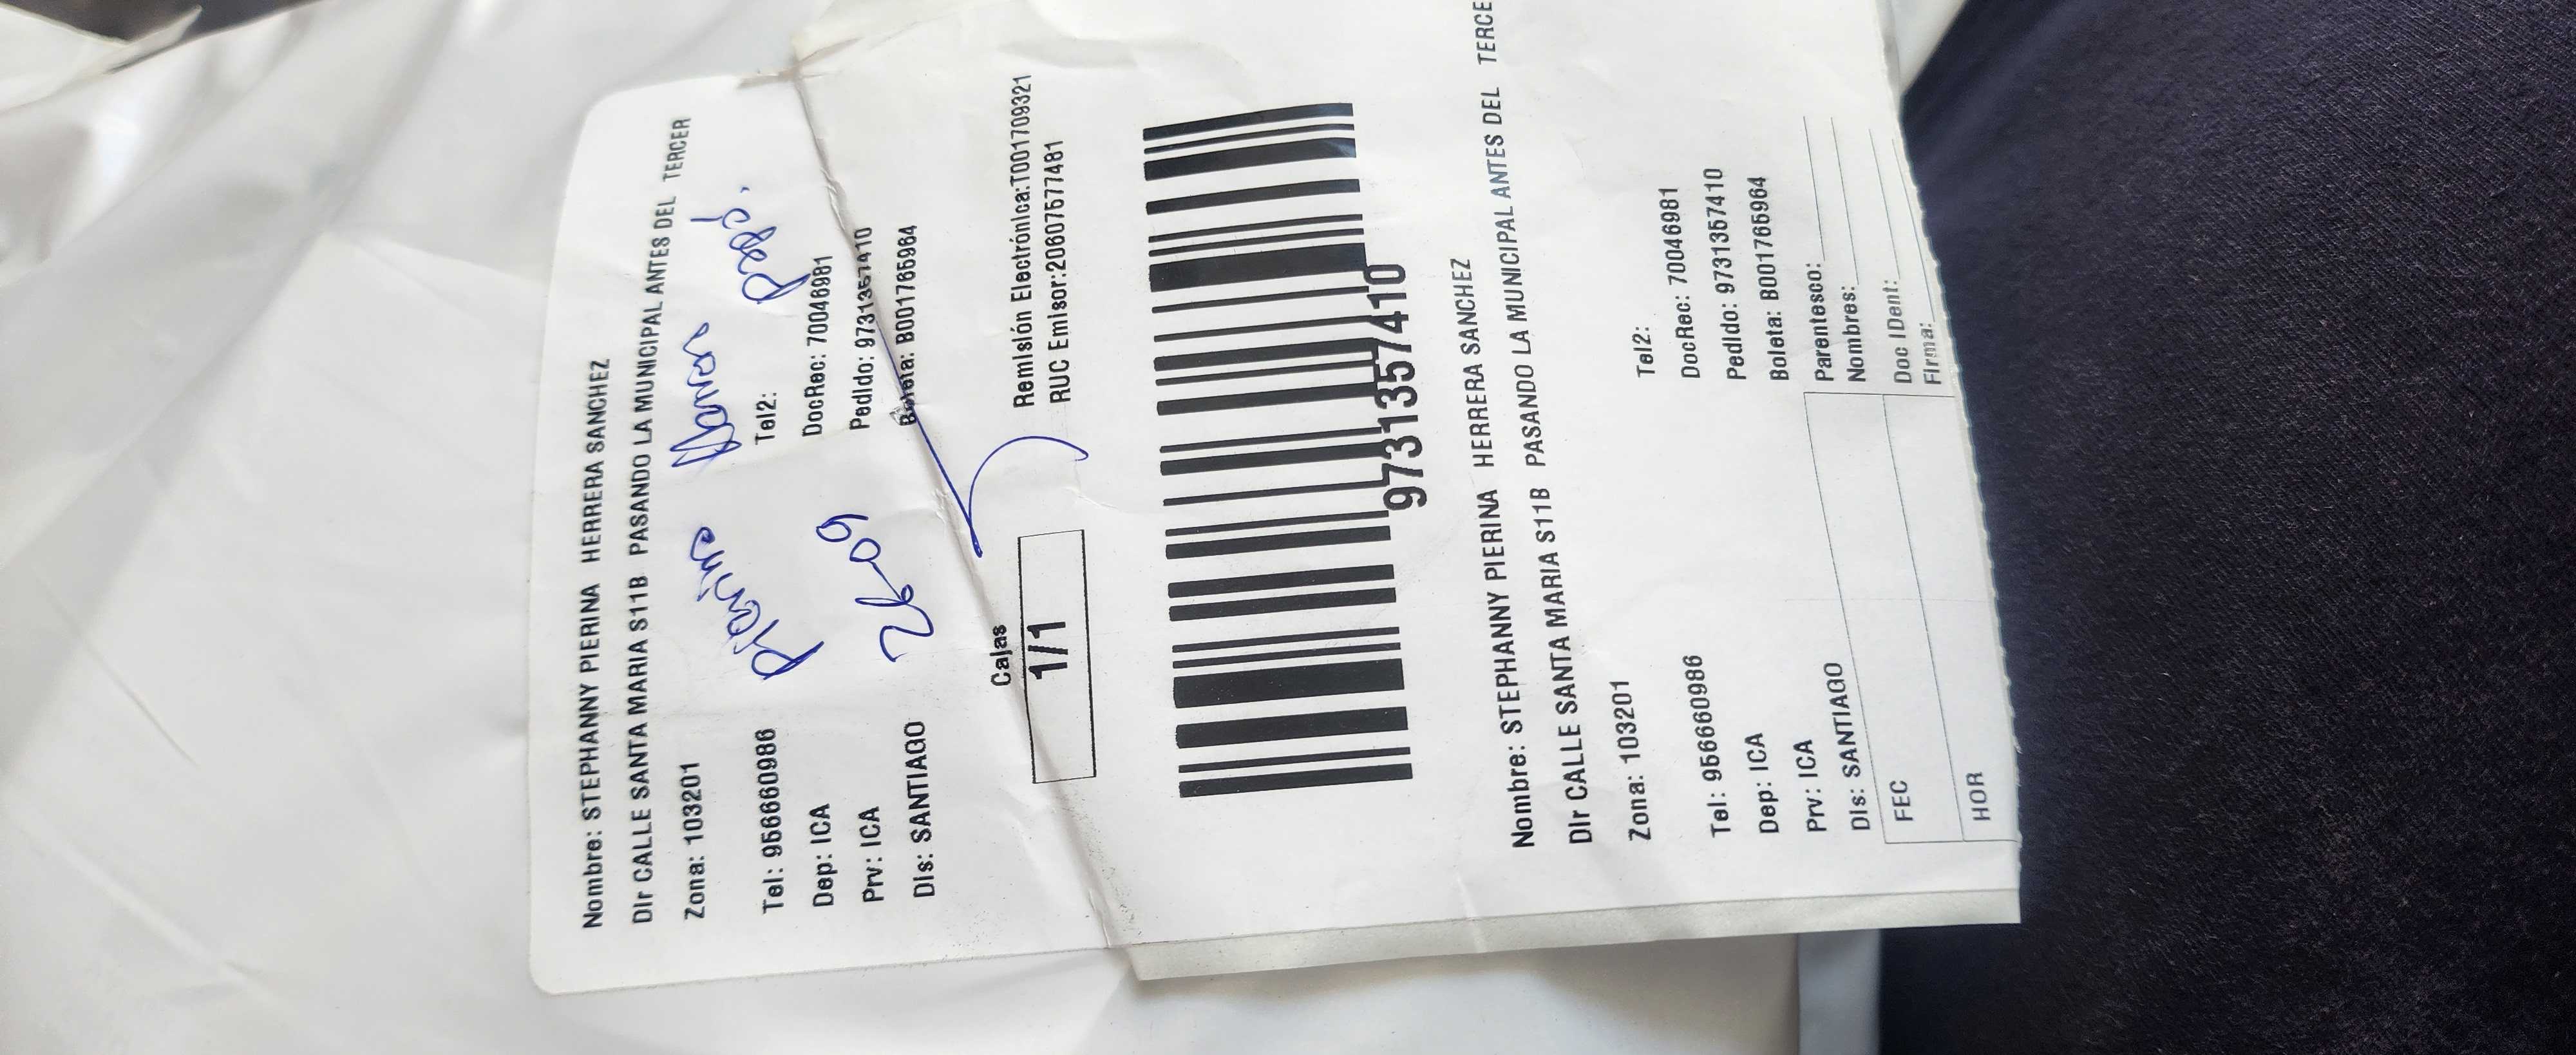 Nombre: STEPHANNY PIERINA HERRERA SANCHEZ
DIr CALLE SANTA MARIA S11B PASANDO LA MUNICIPAL ANTES DEL TERCER
Zona: 103201
Tel: 956660986 Tel2:
Dep: ICA DocRec: 70046981
Prv: ICA Pedido: 9731357410
DIs: SANTIAGO Boleta: B001765964
pagó.
26-09
Cajas
1/1
Remisión Electrónica:T001709321
RUC Emisor:20607577481
9731357410
Nombre: STEPHANNY PIERINA HERRERA SANCHEZ
DIr CALLE SANTA MARIA S11B PASANDO LA MUNICIPAL ANTES DEL TERCE
Zona: 103201
Tel: 956660986 Tel2:
Dep: ICA DocRec: 70046981
Prv: ICA Pedido: 9731357410
DIs: SANTIAGO Boleta: B001765964
FEC
HOR
Parentesco:
Nombres:
Doc IDent:
Firma: